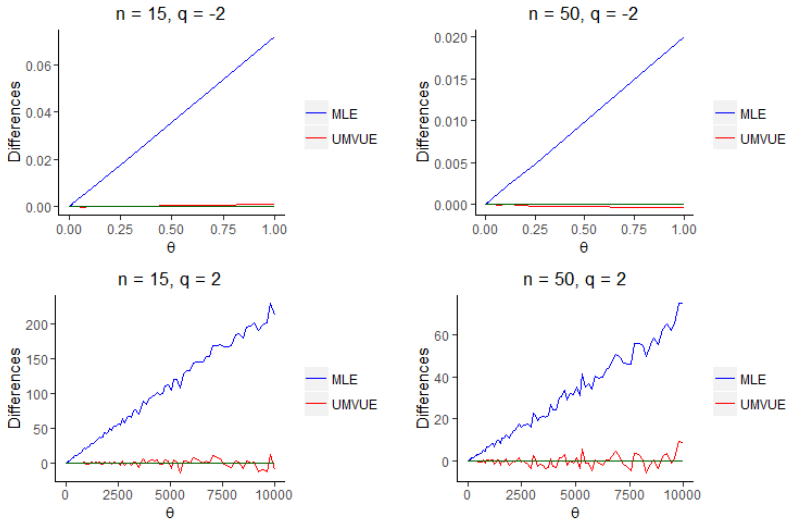 n = 15, q = -2
Differences
0.06
0.04
0.02
0.00
0.00 0.25 0.50 0.75 1.00
θ
MLE
UMVUE
n = 50, q = -2
Differences
0.020
0.015
0.010
0.005
0.000
0.00 0.25 0.50 0.75 1.00
θ
MLE
UMVUE
n = 15, q = 2
Differences
200
150
100
50
0
0 2500 5000 7500 10000
θ
MLE
UMVUE
n = 50, q = 2
Differences
60
40
20
0
0 2500 5000 7500 10000
θ
MLE
UMVUE